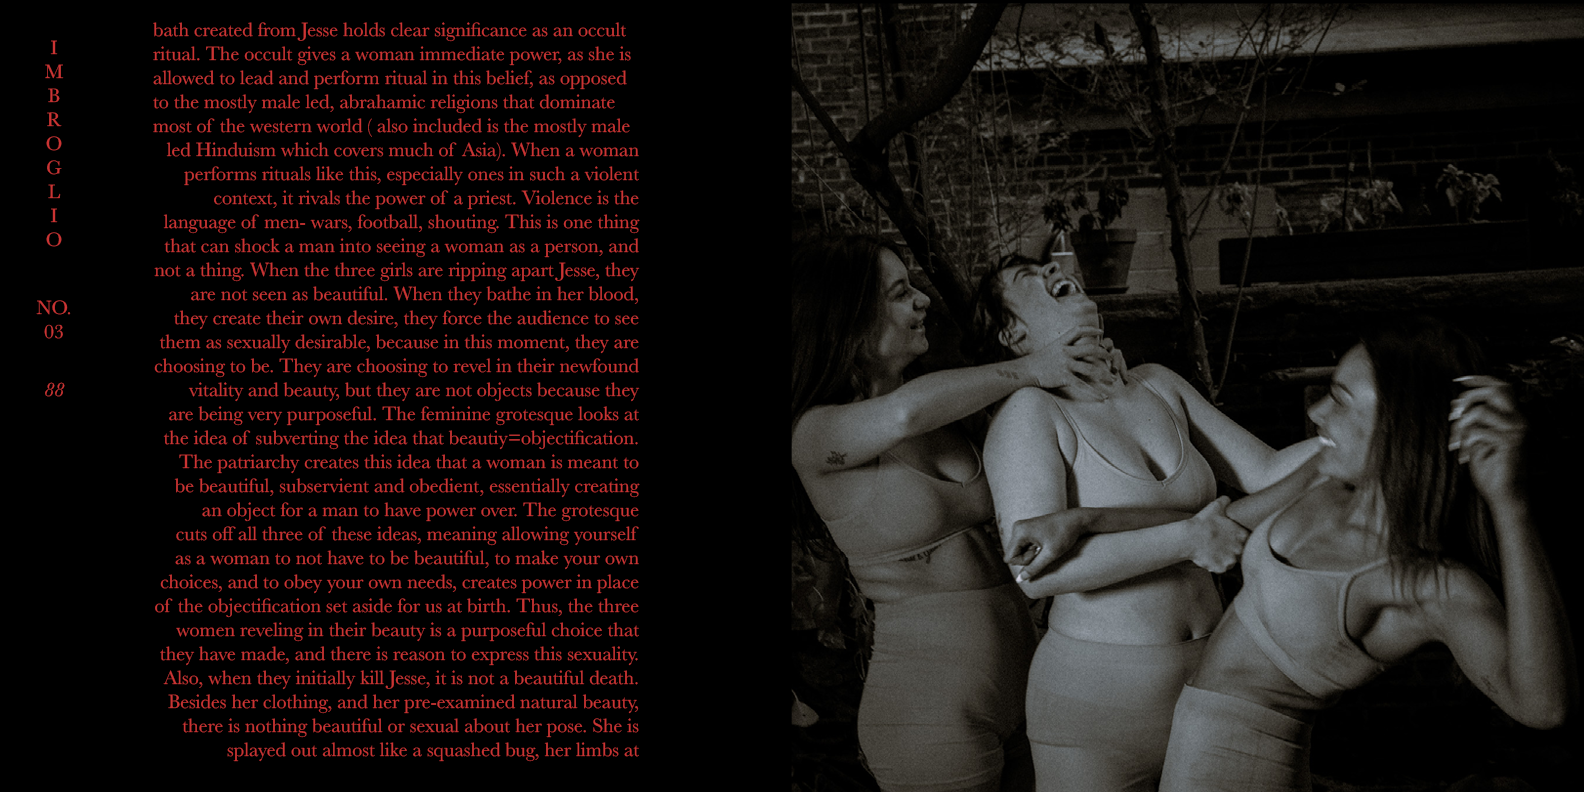 IMBROGLIO
NO.
03
88
bath created from Jesse holds clear significance as an occult
ritual. The occult gives a woman immediate power, as she is
allowed to lead and perform ritual in this belief, as opposed
to the mostly male led, abrahamic religions that dominate
most of the western world ( also included is the mostly male
led Hinduism which covers much of Asia). When a woman
performs rituals like this, especially ones in such a violent
context, it rivals the power of a priest. Violence is the
language of men- wars, football, shouting. This is one thing
that can shock a man into seeing a woman as a person, and
not a thing. When the three girls are ripping apart Jesse, they
are not seen as beautiful. When they bathe in her blood,
they create their own desire, they force the audience to see
them as sexually desirable, because in this moment, they are
choosing to be. They are choosing to revel in their newfound
vitality and beauty, but they are not objects because they
are being very purposeful. The feminine grotesque looks at
the idea of subverting the idea that beautiy=objectification.
The patriarchy creates this idea that a woman is meant to
be beautiful, subservient and obedient, essentially creating
an object for a man to have power over. The grotesque
cuts off all three of these ideas, meaning allowing yourself
as a woman to not have to be beautiful, to make your own
choices, and to obey your own needs, creates power in place
of the objectification set aside for us at birth. Thus, the three
women reveling in their beauty is a purposeful choice that
they have made, and there is reason to express this sexuality.
Also, when they initially kill Jesse, it is not a beautiful death.
Besides her clothing, and her pre-examined natural beauty,
there is nothing beautiful or sexual about her pose. She is
splayed out almost like a squashed bug, her limbs at